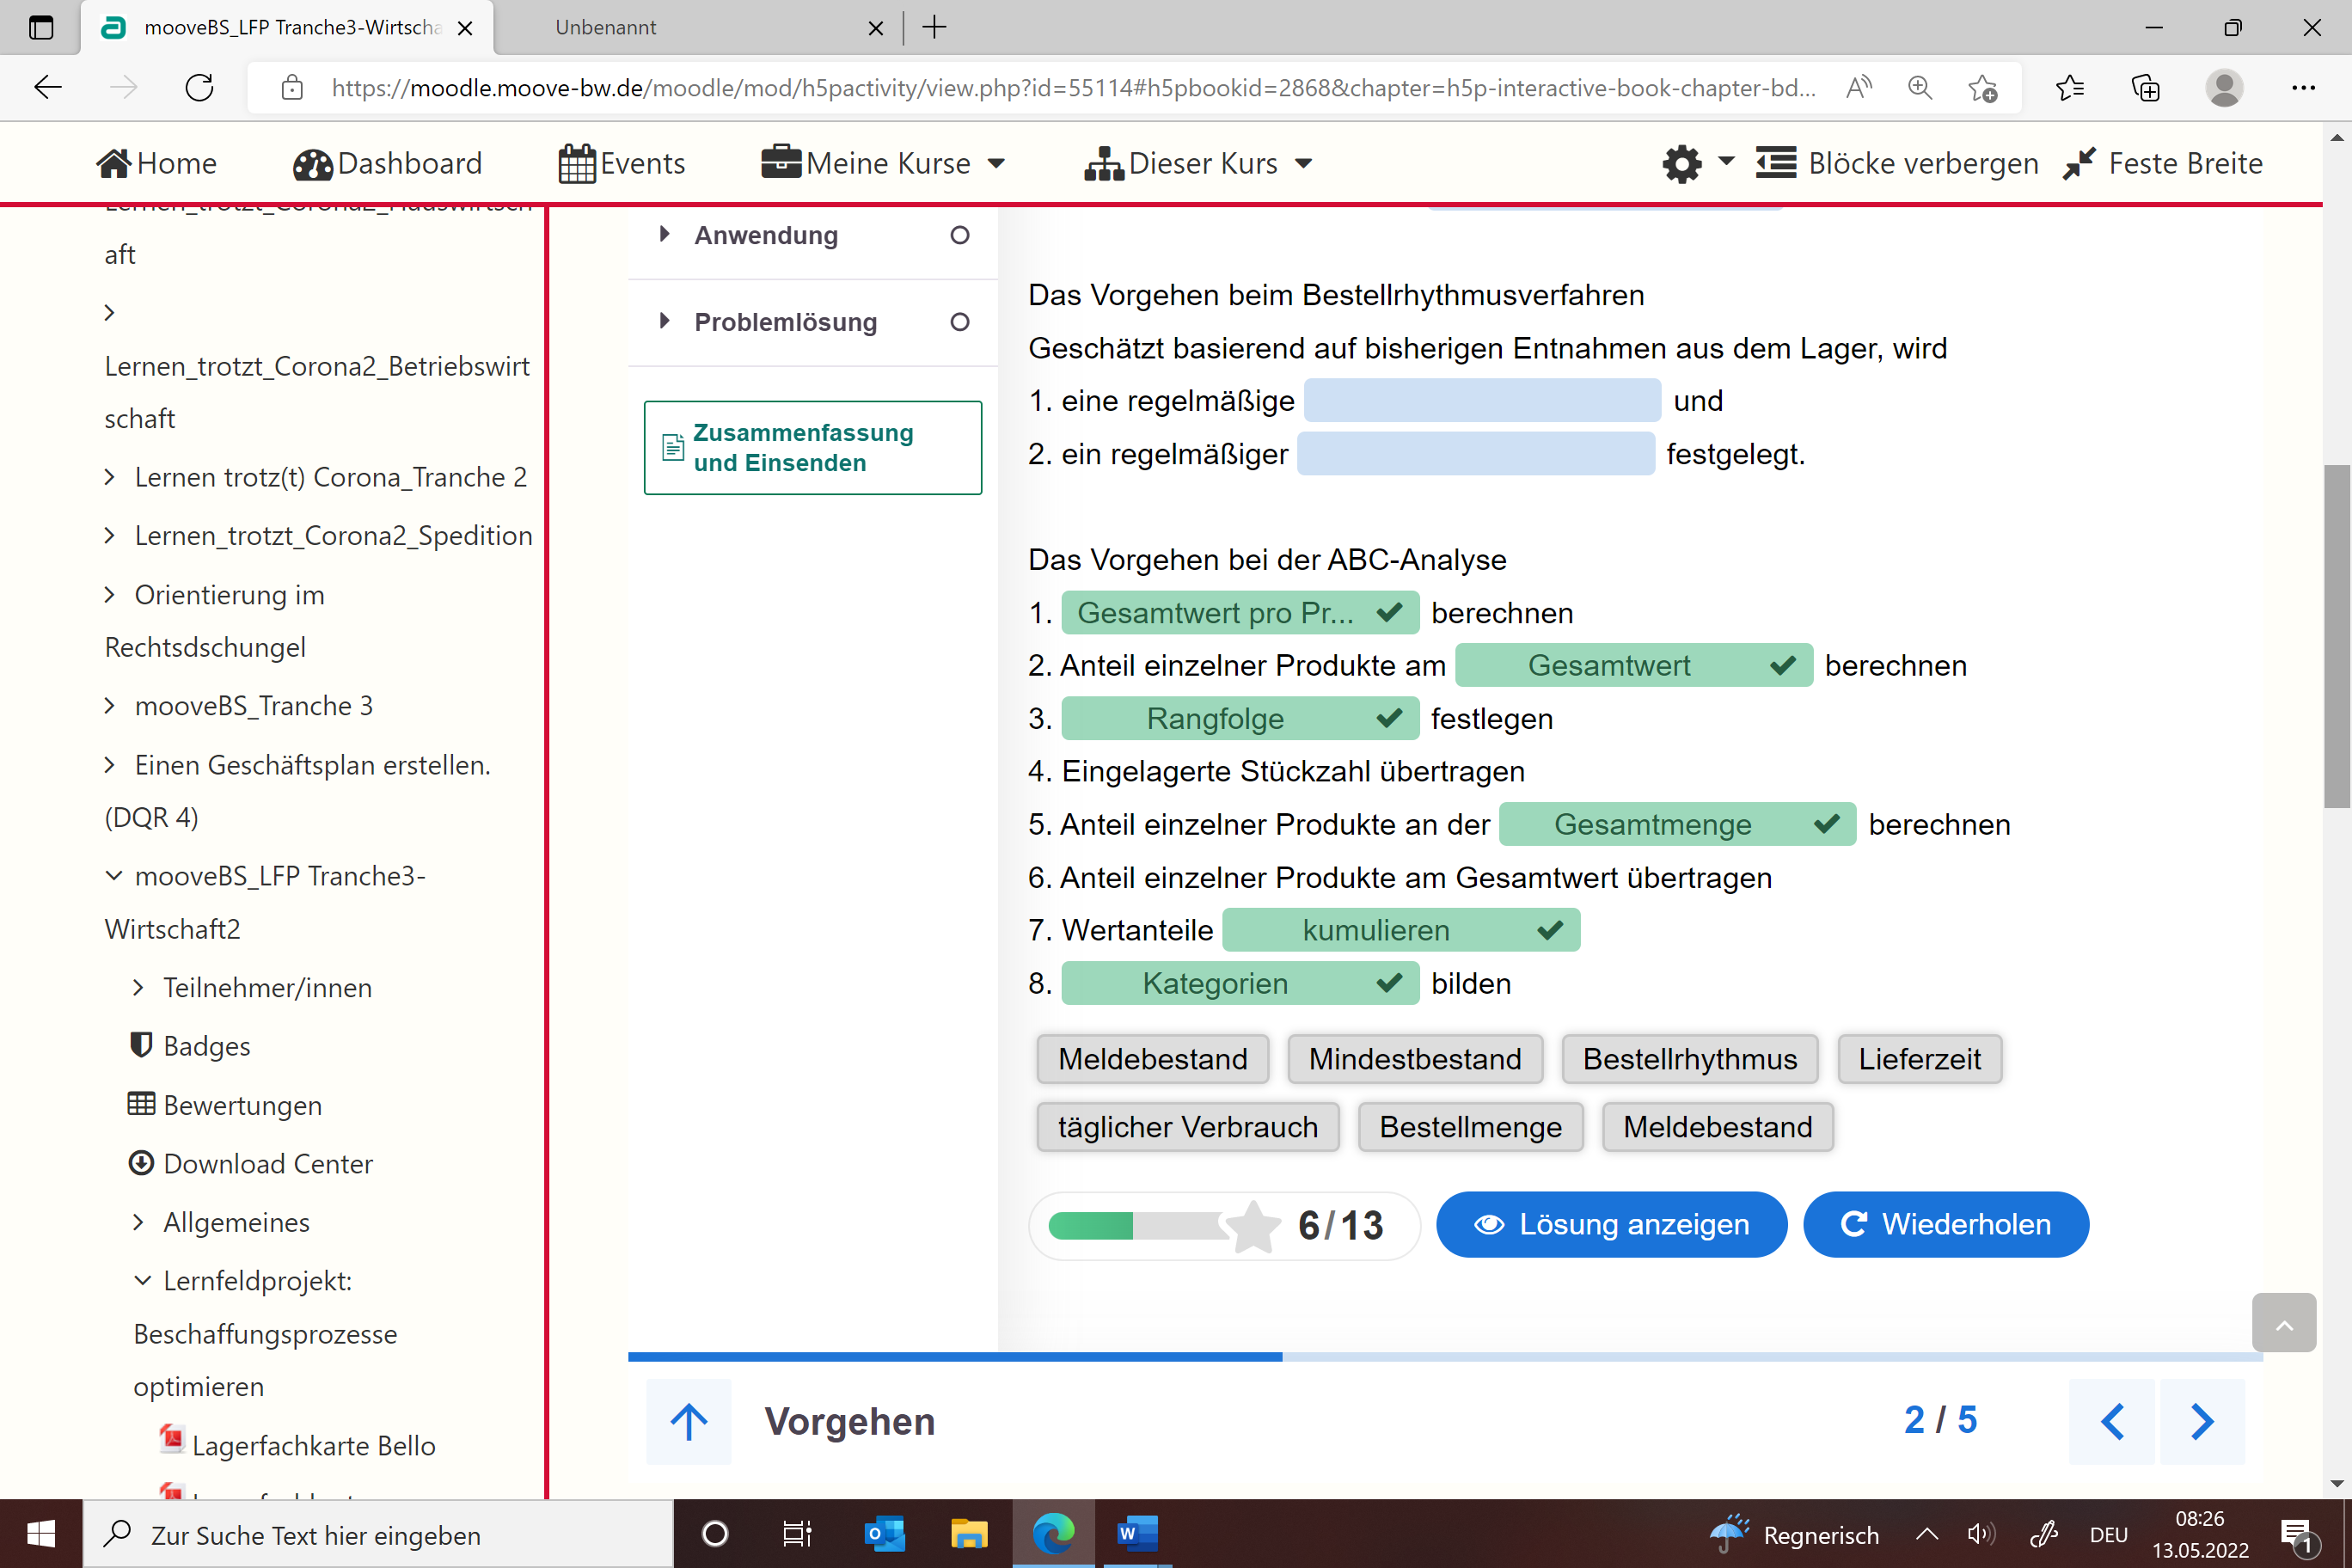 mooveBS_LFP Tranche3-Wirtscha
Unbenannt
https://moodle.moove-bw.de/moodle/mod/h5pactivity/view.php?id=55114#h5pbookid=2868&chapter=h5p-interactive-book-chapter-bd...
Home
Dashboard
Events
Meine Kurse
Dieser Kurs
Blöcke verbergen
Feste Breite
Lernen_trotzt_Corona2_Hauswirtsch
aft
Lernen_trotzt_Corona2_Betriebswirt
schaft
Lernen trotz(t) Corona_Tranche 2
Lernen_trotzt_Corona2_Spedition
Orientierung im
Rechtsdschungel
mooveBS_Tranche 3
Einen Geschäftsplan erstellen.
(DQR 4)
mooveBS_LFP Tranche3-
Wirtschaft2
Teilnehmer/innen
Badges
Bewertungen
Download Center
Allgemeines
Lernfeldprojekt:
Beschaffungsprozesse
optimieren
Lagerfachkarte Bello
Anwendung
Problemlösung
Zusammenfassung
und Einsenden
Das Vorgehen beim Bestellrhythmusverfahren
Geschätzt basierend auf bisherigen Entnahmen aus dem Lager, wird
1. eine regelmäßige und
2. ein regelmäßiger festgelegt.
Das Vorgehen bei der ABC-Analyse
1. Gesamtwert pro Pr... berechnen
2. Anteil einzelner Produkte am Gesamtwert berechnen
3. Rangfolge festlegen
4. Eingelagerte Stückzahl übertragen
5. Anteil einzelner Produkte an der Gesamtmenge berechnen
6. Anteil einzelner Produkte am Gesamtwert übertragen
7. Wertanteile kumulieren
8. Kategorien bilden
Meldebestand Mindestbestand Bestellrhythmus Lieferzeit
täglicher Verbrauch Bestellmenge Meldebestand
6/13
Lösung anzeigen
Wiederholen
Vorgehen
2 / 5
Zur Suche Text hier eingeben
Regnerisch
DEU
08:26
13.05.2022
1